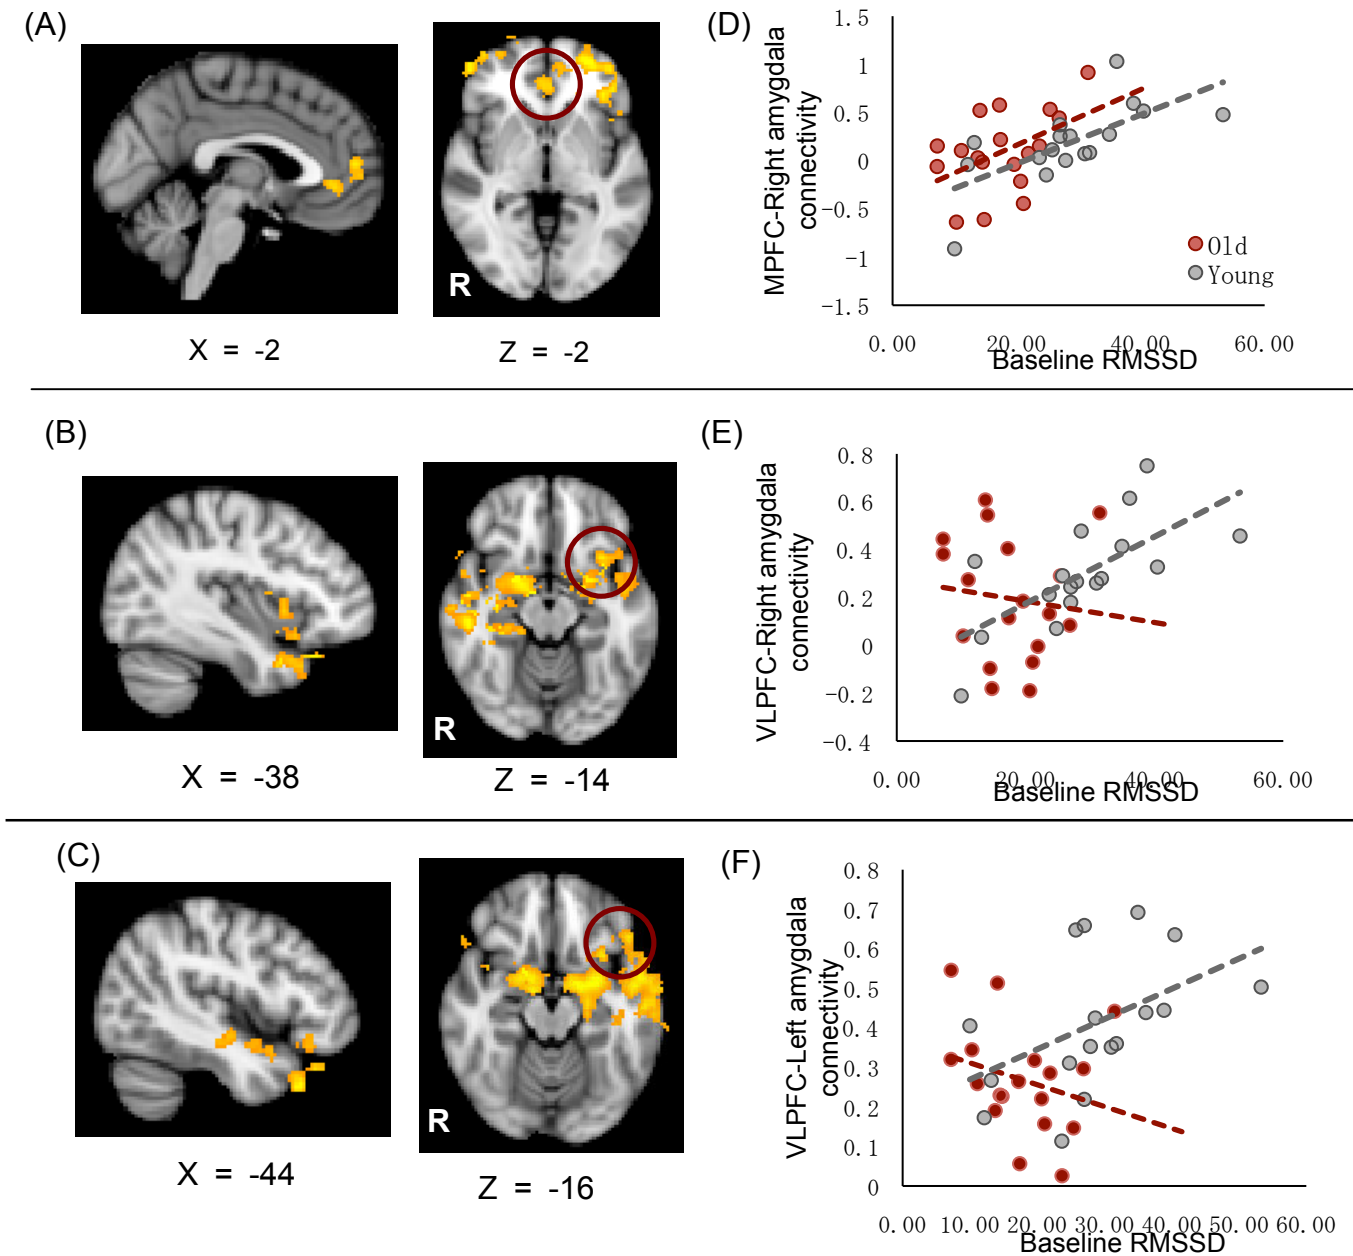 (A)
R
X = -2
Z = -2
(D)
MPFC-Right amygdala
connectivity
1.5
1
0.5
0
-0.5
-1
-1.5
Old
Young
0.00 20.00 40.00 60.00
Baseline RMSSD
(B)
R
X = -38
Z = -14
(E)
VLPFC-Right amygdala
connectivity
0.8
0.6
0.4
0.2
0
-0.2
-0.4
0.00 20.00 40.00 60.00
Baseline RMSSD
(C)
R
X = -44
Z = -16
(F)
VLPFC-Left amygdala
connectivity
0.8
0.7
0.6
0.5
0.4
0.3
0.2
0.1
0
0.00 10.00 20.00 30.00 40.00 50.00 60.00
Baseline RMSSD